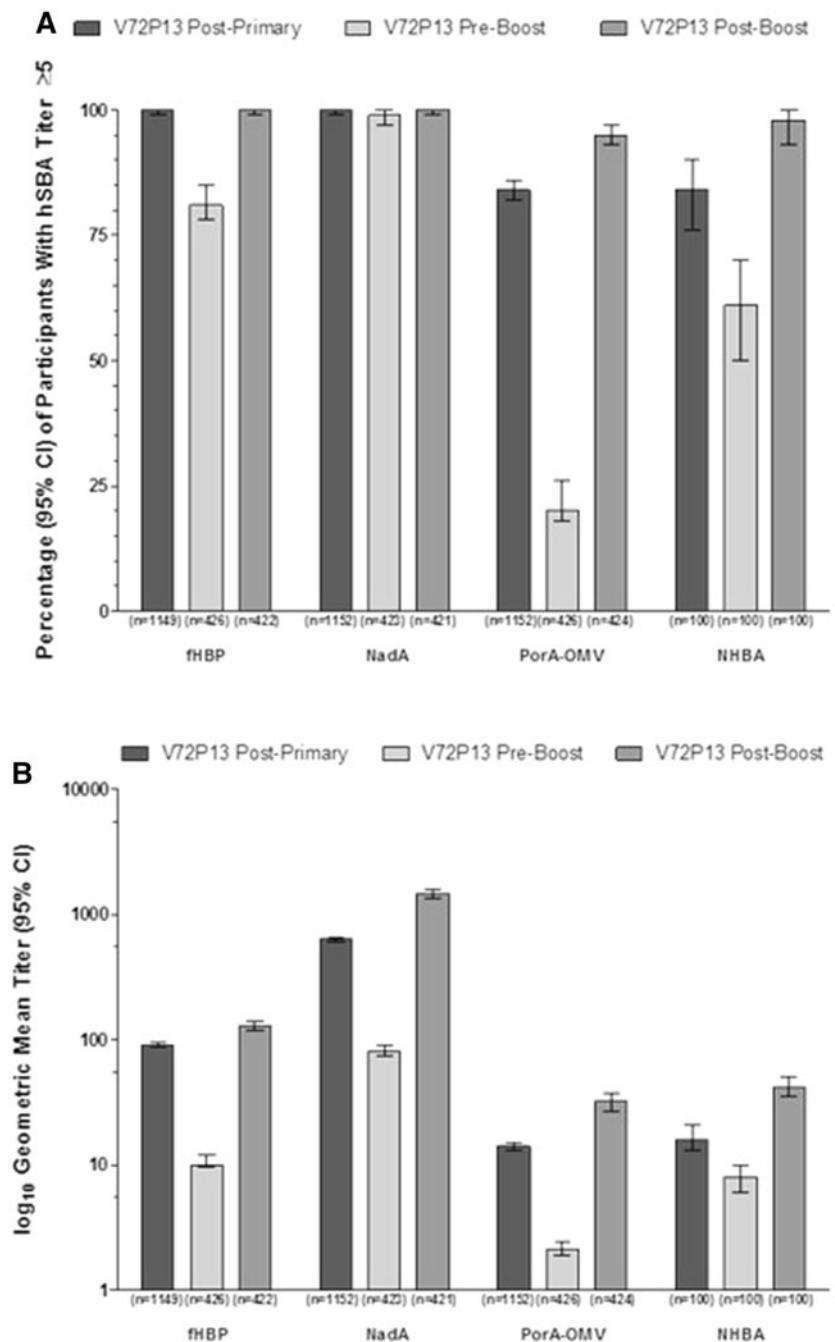 A
V72P13 Post-Primary V72P13 Pre-Boost V72P13 Post-Boost
Percentage (95% CI) of Participants With hSBA Titer ≥5
100
75
50
25
0
(n=1149) (n=426) (n=422) (n=1152) (n=423) (n=421) (n=1152) (n=426) (n=424) (n=100) (n=100) (n=100)
fHBP NadA PorA-OMV NHBA
B
V72P13 Post-Primary V72P13 Pre-Boost V72P13 Post-Boost
log₁₀ Geometric Mean Titer (95% CI)
10000
1000
100
10
1
(n=1149) (n=426) (n=422) (n=1152) (n=423) (n=421) (n=1152) (n=426) (n=424) (n=100) (n=100) (n=100)
fHBP NadA PorA-OMV NHBA